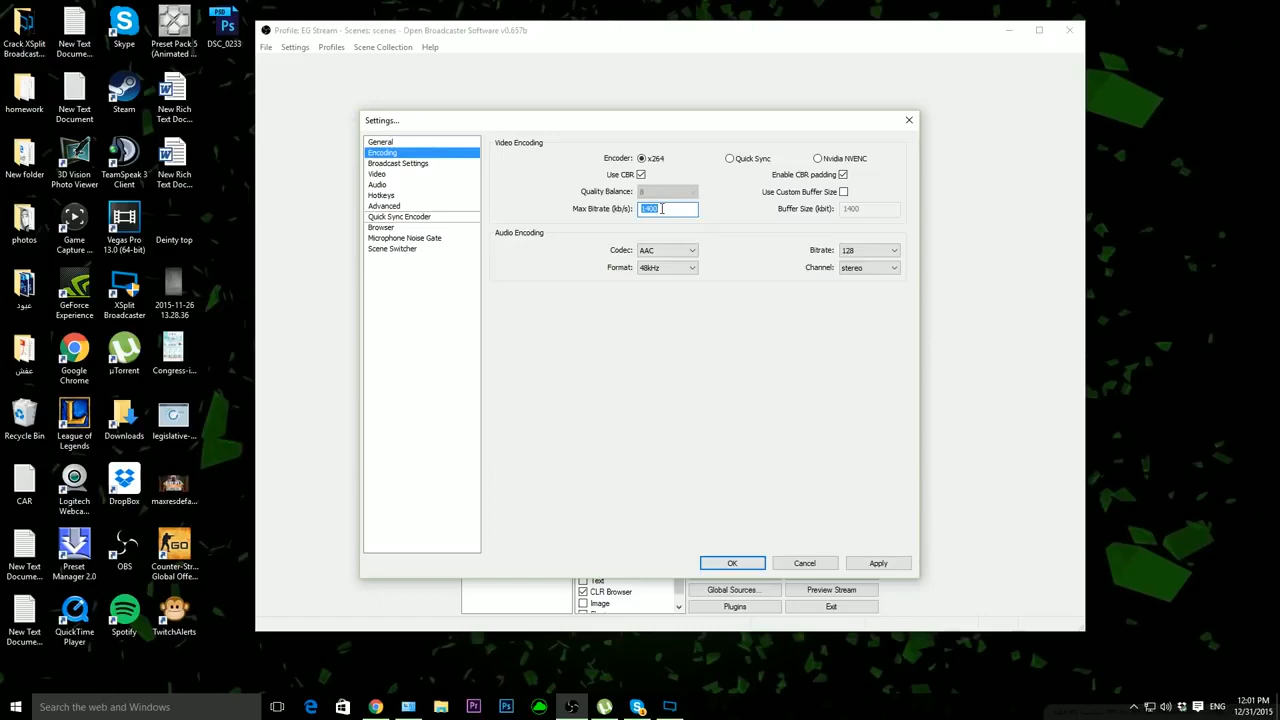 Profile: EG Stream - Scenes: scenes - Open Broadcaster Software v0.657b
File Settings Profiles Scene Collection Help
Crack XSplit Broadcast...
New Text Docume...
Skype
Preset Pack 5 (Animated ...
PSD
Ps
DSC_0233
homework
New Text Document
Steam
New Rich Text Doc...
New folder
3D Vision Photo Viewer
TeamSpeak 3 Client
New Rich Text Doc...
photos
Game Capture ...
Vegas Pro 13.0 (64-bit)
Deinty top
عبود
GeForce Experience
XSplit Broadcaster
2015-11-26 13.28.36
عفش
Google Chrome
µTorrent
Congress-i...
Recycle Bin
League of Legends
Downloads
legislative-...
CAR
Logitech Webca...
DropBox
maxresdefa...
New Text Docume...
Preset Manager 2.0
OBS
GO
Counter-Str... Global Offe...
New Text Docume...
QuickTime Player
Spotify
TwitchAlerts
Settings...
General
Encoding
Broadcast Settings
Video
Audio
Hotkeys
Advanced
Quick Sync Encoder
Browser
Microphone Noise Gate
Scene Switcher
Video Encoding
Encoder: x264 Quick Sync Nvidia NVENC
Use CBR Enable CBR padding
Quality Balance: 8 Use Custom Buffer Size
Max Bitrate (kb/s): 1400 Buffer Size (kbit): 1400
Audio Encoding
Codec: AAC Bitrate: 128
Format: 48kHz Channel: stereo
OK Cancel Apply
Text
CLR Browser
Image
Global Sources... Preview Stream
Plugins Exit
Search the web and Windows
Pr
Ps
ENG
12:01 PM
12/31/2015